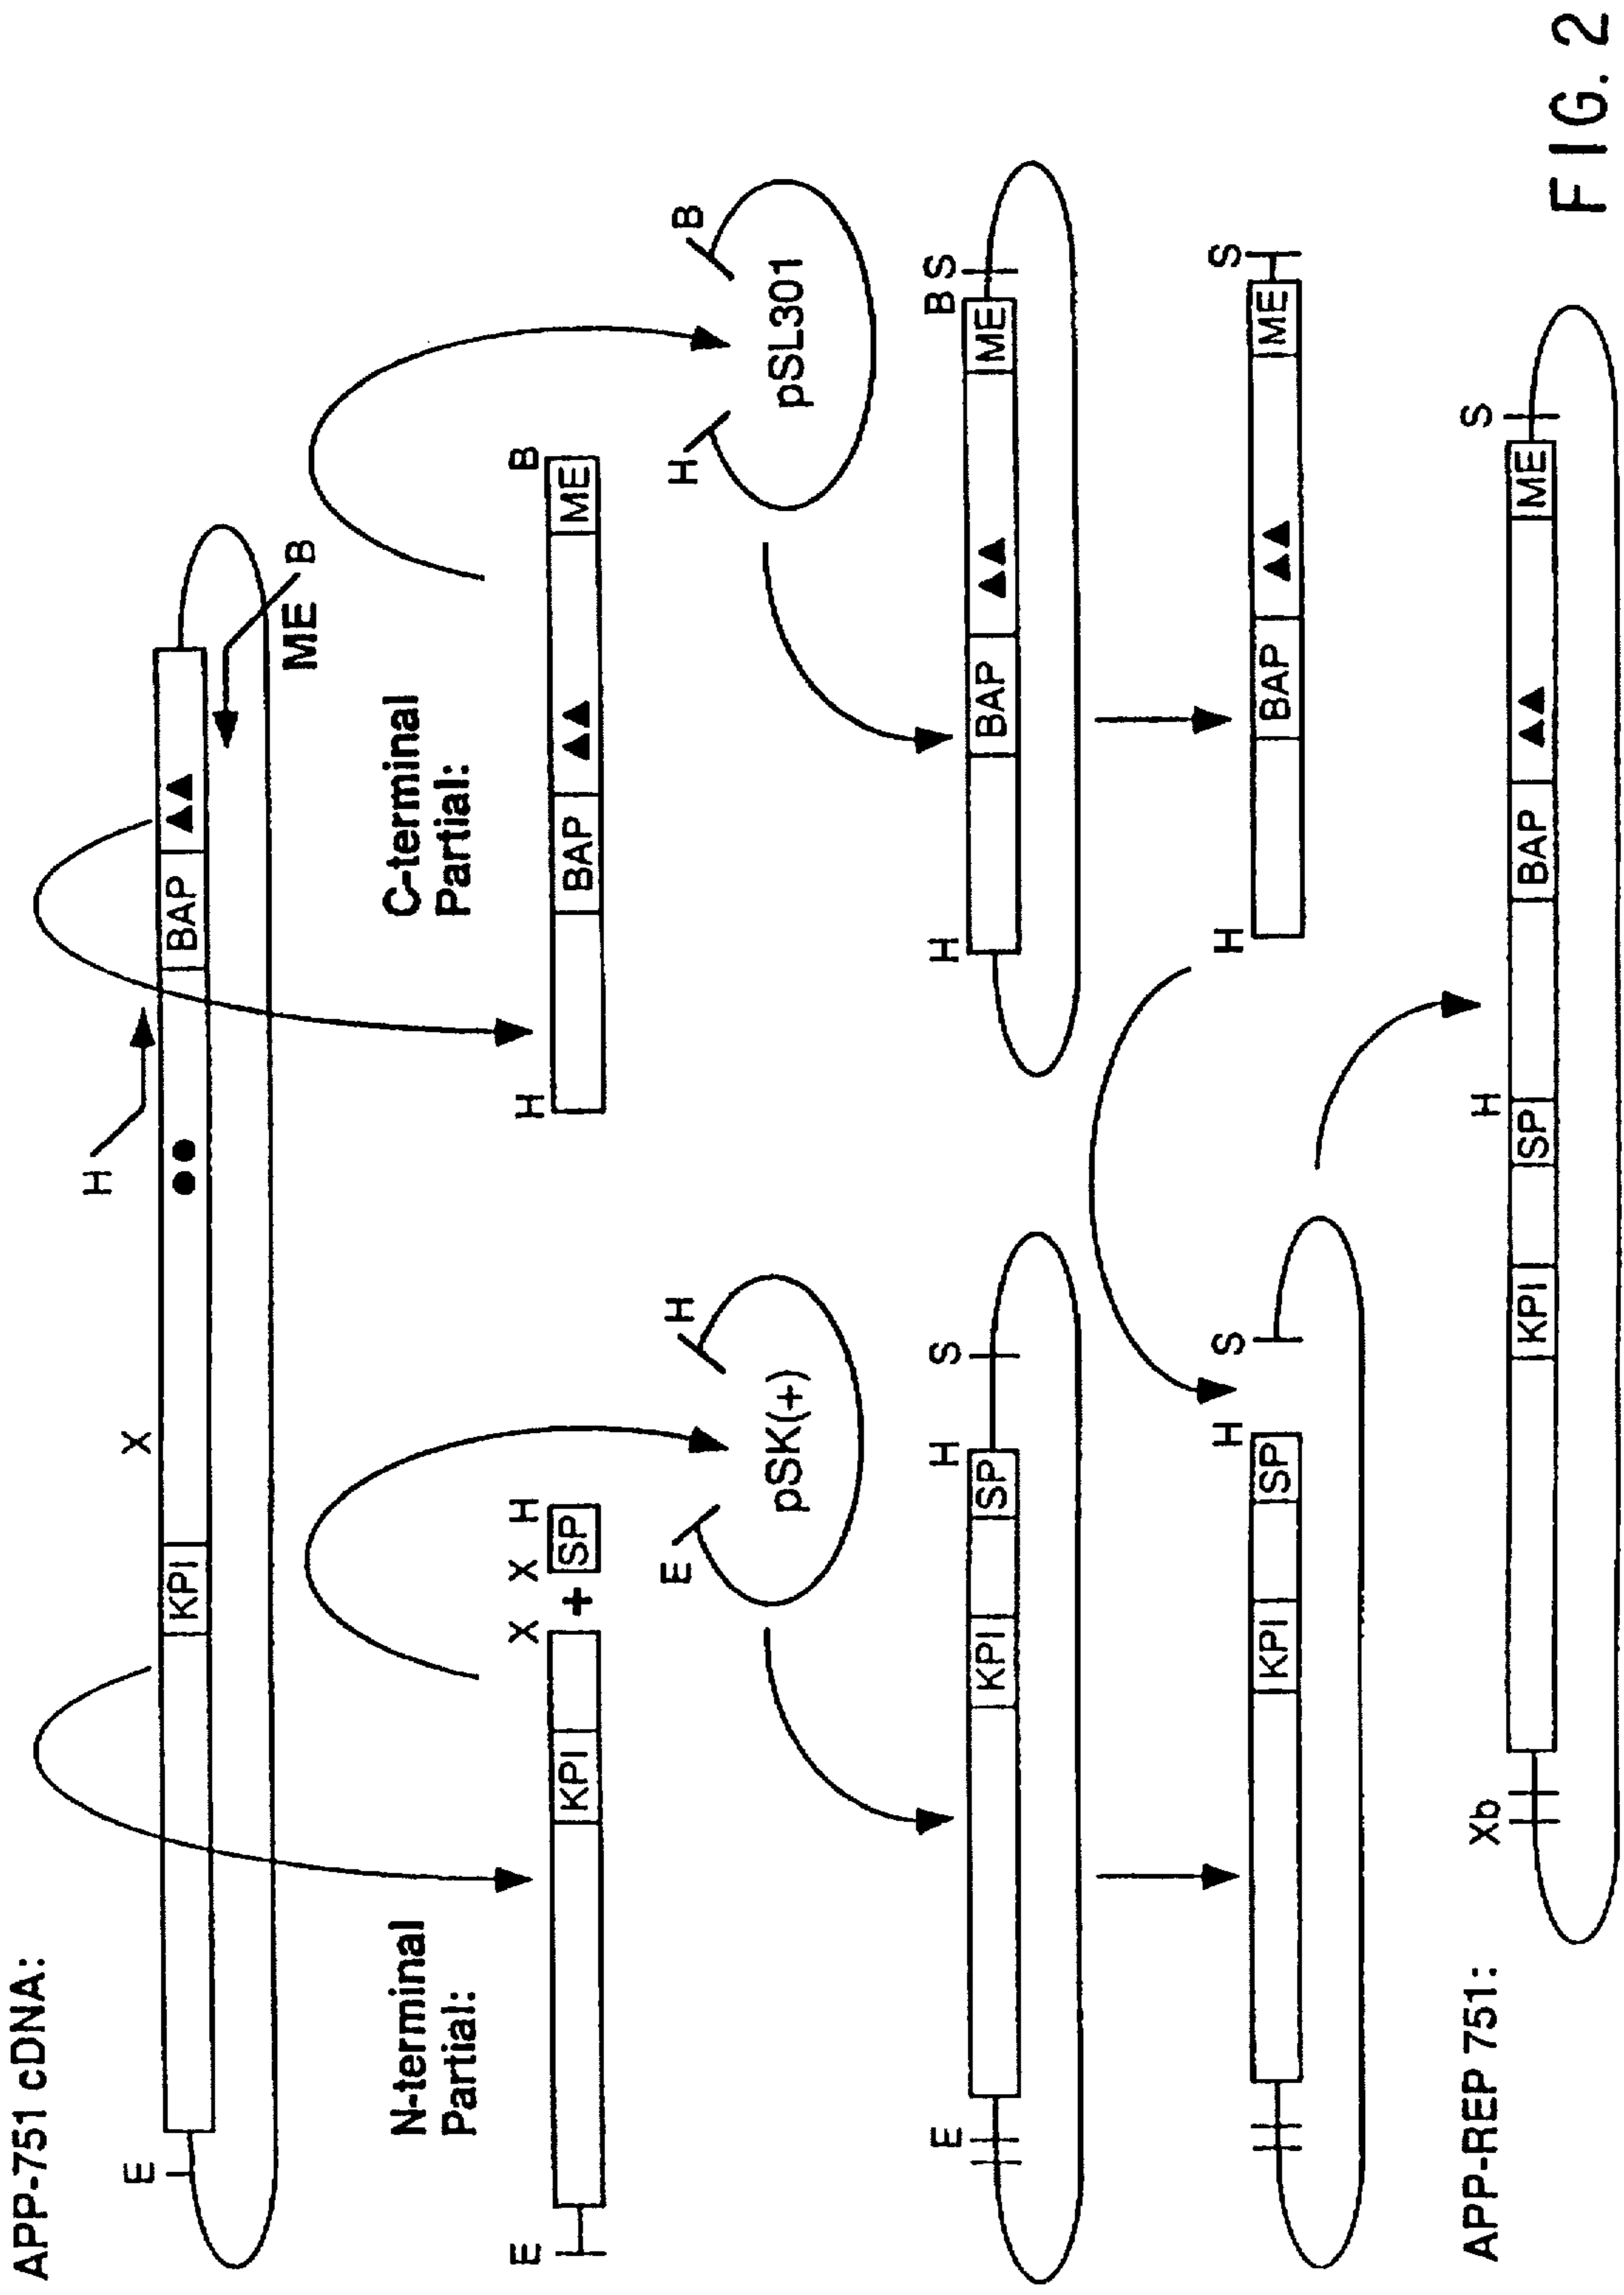 APP-751 cDNA:
E
X
H
KPI
●●
BAP
▲▲
ME
B
N-terminal
Partial:
C-terminal
Partial:
E
X
X
H
KPI
+
SP
H
B
BAP
▲▲
ME
E
H
pSK(+)
H
B
pSL301
E
H
S
KPI
SP
H
B S
BAP
▲▲
ME
H
S
KPI
SP
H
S
BAP
▲▲
ME
APP-REP 751:
Xb
H
S
KPI
SP
BAP
▲▲
ME
FIG. 2